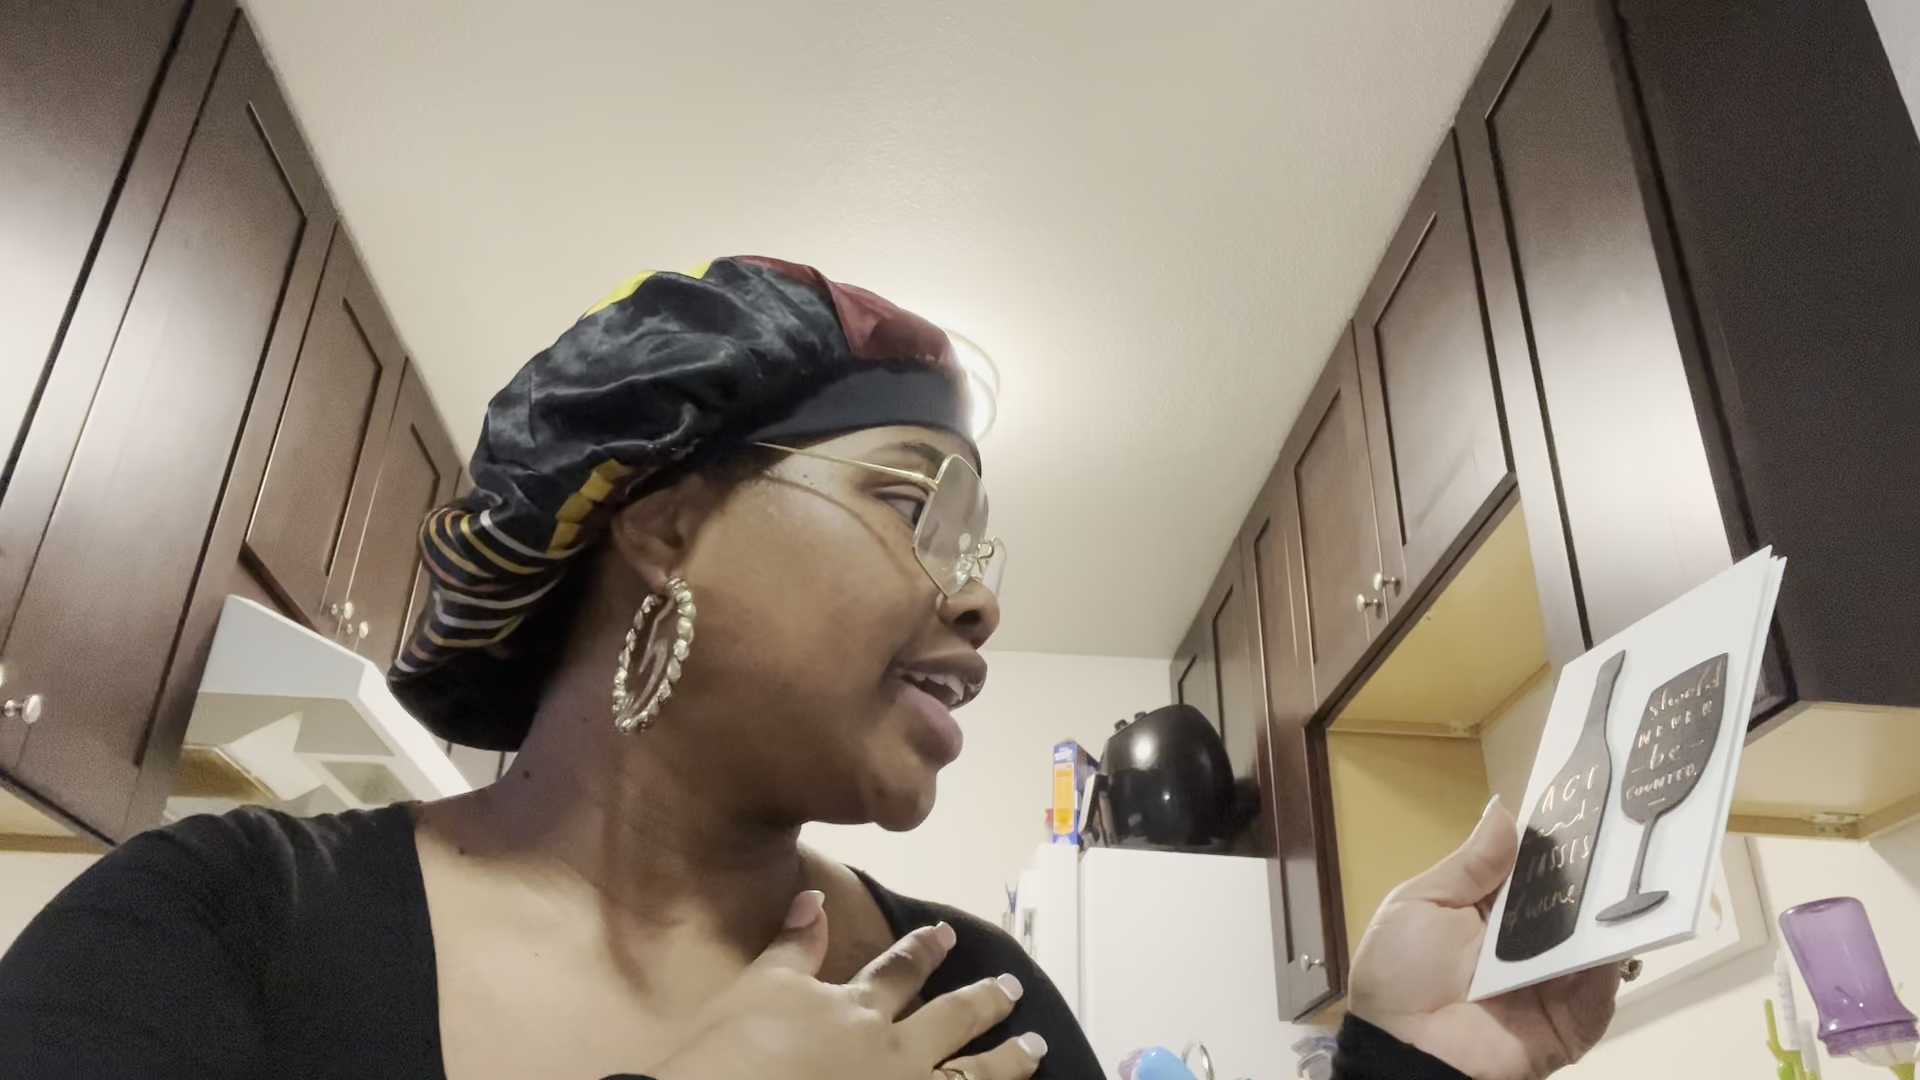 AGE
and
GLASSES
of wine
should
NEVER
be
COUNTED.